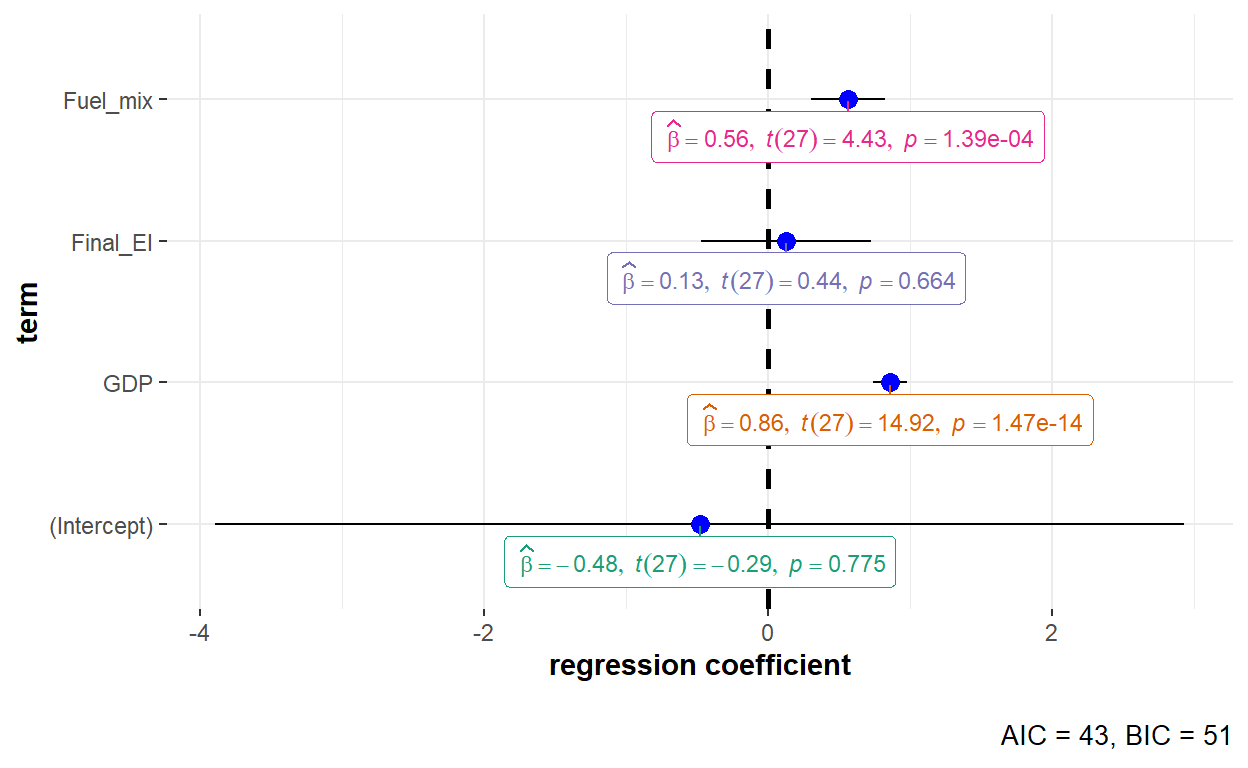 Fuel_mix
β̂ = 0.56, t(27) = 4.43, p = 1.39e-04
Final_EI
β̂ = 0.13, t(27) = 0.44, p = 0.664
term
GDP
β̂ = 0.86, t(27) = 14.92, p = 1.47e-14
(Intercept)
β̂ = −0.48, t(27) = −0.29, p = 0.775
-4 -2 0 2
regression coefficient
AIC = 43, BIC = 51